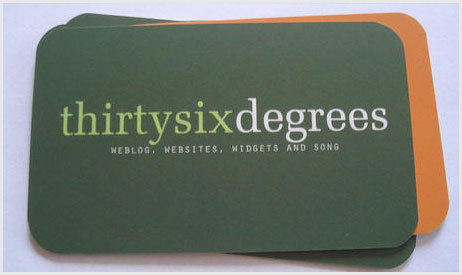 thirtysixdegrees
WEBLOG, WEBSITES, WIDGETS AND SONG